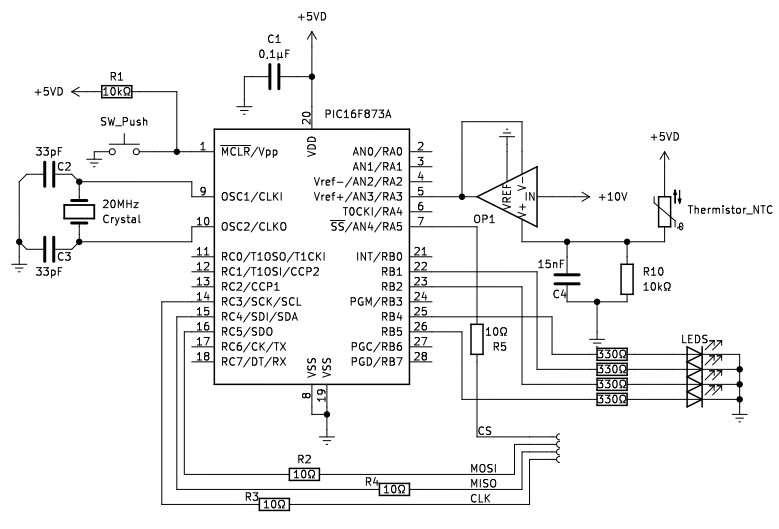 +5VD
C1
0,1µF
R1
+5VD
10kΩ
PIC16F873A
20
VDD
SW_Push
1
MCLR/Vpp
33pF
C2
9
OSC1/CLKI
20MHz
Crystal
10
OSC2/CLKO
C3
33pF
11
RC0/T1OSO/T1CKI
12
RC1/T1OSI/CCP2
13
RC2/CCP1
14
RC3/SCK/SCL
15
RC4/SDI/SDA
16
RC5/SDO
17
RC6/CK/TX
18
RC7/DT/RX
AN0/RA0
2
AN1/RA1
3
Vref-/AN2/RA2
4
Vref+/AN3/RA3
5
T0CKI/RA4
6
SS/AN4/RA5
7
INT/RB0
21
RB1
22
RB2
23
PGM/RB3
24
RB4
25
RB5
26
PGC/RB6
27
PGD/RB7
28
VSS
VSS
8
19
VREF
V-
V+
IN
OP1
+10V
+5VD
Thermistor_NTC
-θ
15nF
C4
R10
10kΩ
10Ω
R5
LEDS
330Ω
330Ω
330Ω
330Ω
CS
R2
10Ω
MOSI
R4
10Ω
MISO
R3
10Ω
CLK